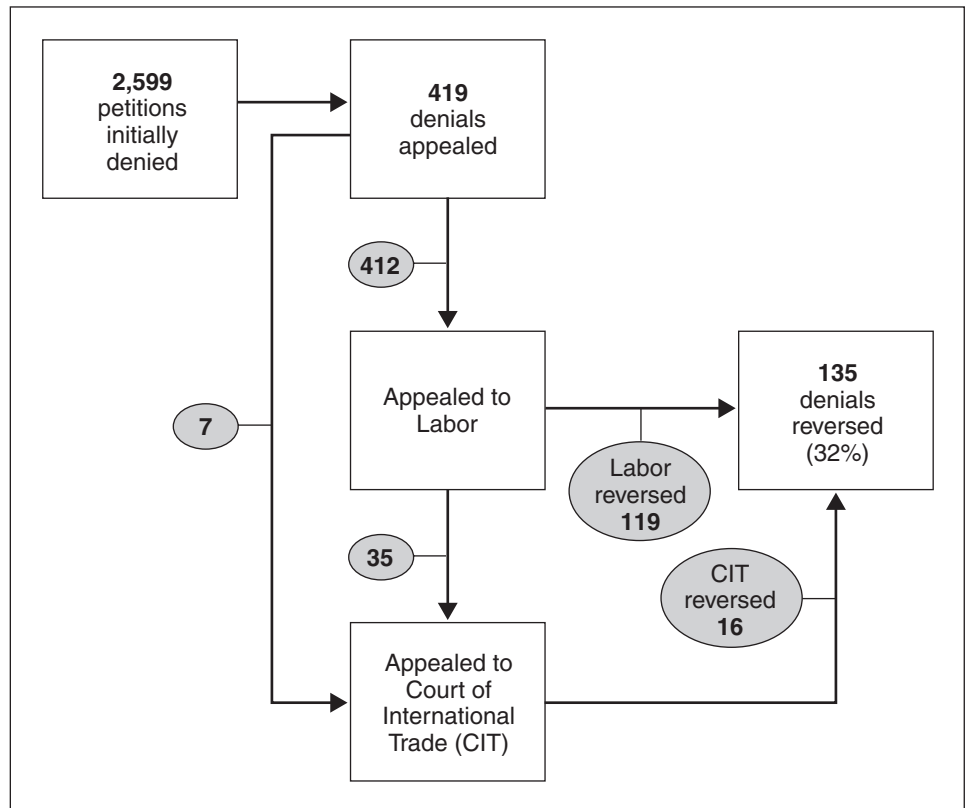 2,599
petitions
initially
denied
419
denials
appealed
412
7
Appealed to
Labor
Labor
reversed
119
135
denials
reversed
(32%)
35
CIT
reversed
16
Appealed to
Court of
International
Trade (CIT)